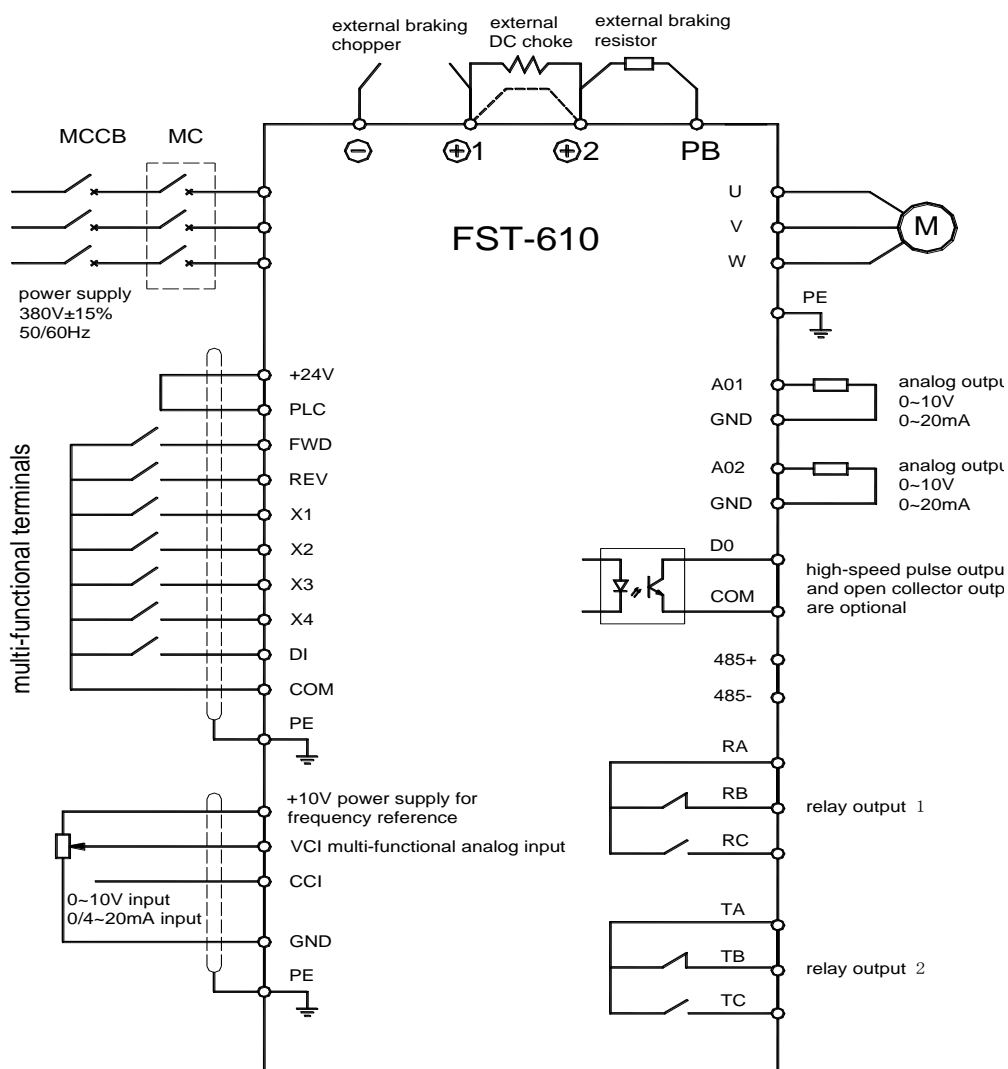 external braking
chopper
external
DC choke
external braking
resistor
MCCB
MC
⊖
⊕1
⊕2
PB
FST-610
U
V
W
M
PE
power supply
380V±15%
50/60Hz
multi-functional terminals
+24V
PLC
FWD
REV
X1
X2
X3
X4
DI
COM
PE
+10V power supply for
frequency reference
VCI multi-functional analog input
CCI
0~10V input
0/4~20mA input
GND
PE
A01
GND
analog outpu
0~10V
0~20mA
A02
GND
analog outpu
0~10V
0~20mA
D0
COM
high-speed pulse outpu
and open collector outp
are optional
485+
485-
RA
RB
RC
relay output 1
TA
TB
TC
relay output 2